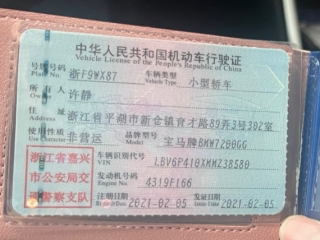 中华人民共和国机动车行驶证
Vehicle License of the People's Republic of China
号牌号码 浙F9WX87 车辆类型 小型轿车
Plate No. Vehicle Type
所有人 许静
Owner
住址 浙江省平湖市新仓镇育才路89弄3号302室
Address
使用性质 非营运 品牌型号 宝马牌BMW7200GG
Use Character Model
浙江省嘉兴
市公安局交
警察支队
车辆识别代号 LBV6F410XMMZ38580
VIN
发动机号码 4319F166
Engine No.
注册日期 2021-02-05 发证日期 2021-02-05
Register Date Issue Date